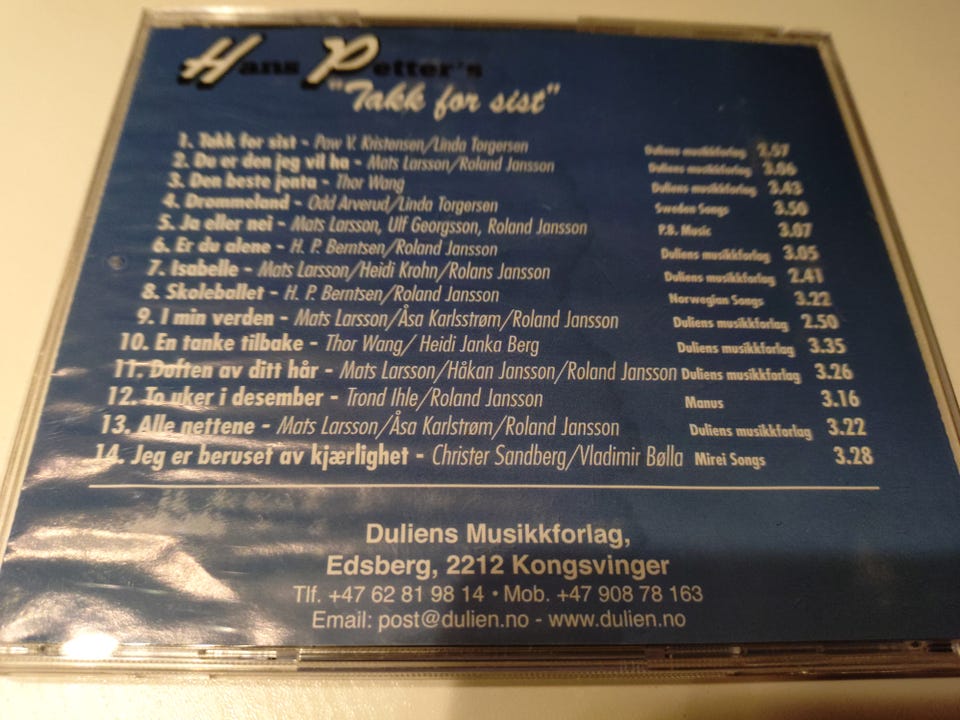 Hans Petter's
"Takk for sist"
1. Takk for sist - Paw V. Kristensen/Linda Torgersen Duliens musikkforlag 2.57
2. Du er den jeg vil ha - Mats Larsson/Roland Jansson Duliens musikkforlag 3.06
3. Den beste jenta - Thor Wang Duliens musikkforlag 3.43
4. Drømmeland - Odd Arverud/Linda Torgersen Sweden Songs 3.50
5. Ja eller nei - Mats Larsson, Ulf Georgsson, Roland Jansson P.B. Music 3.07
6. Er du alene - H. P. Berntsen/Roland Jansson Duliens musikkforlag 3.05
7. Isabelle - Mats Larsson/Heidi Krohn/Rolans Jansson Duliens musikkforlag 2.41
8. Skoleballet - H. P. Berntsen/Roland Jansson Norwegian Songs 3.22
9. I min verden - Mats Larsson/Åsa Karlsstrøm/Roland Jansson Duliens musikkforlag 2.50
10. En tanke tilbake - Thor Wang/ Heidi Janka Berg Duliens musikkforlag 3.35
11. Duften av ditt hår - Mats Larsson/Håkan Jansson/Roland Jansson Duliens musikkforlag 3.26
12. To uker i desember - Trond Ihle/Roland Jansson Manus 3.16
13. Alle nettene - Mats Larsson/Åsa Karlstrøm/Roland Jansson Duliens musikkforlag 3.22
14. Jeg er beruset av kjærlighet - Christer Sandberg/Vladimir Bølla Mirei Songs 3.28
Duliens Musikkforlag,
Edsberg, 2212 Kongsvinger
Tlf. +47 62 81 98 14 • Mob. +47 908 78 163
Email: post@dulien.no - www.dulien.no